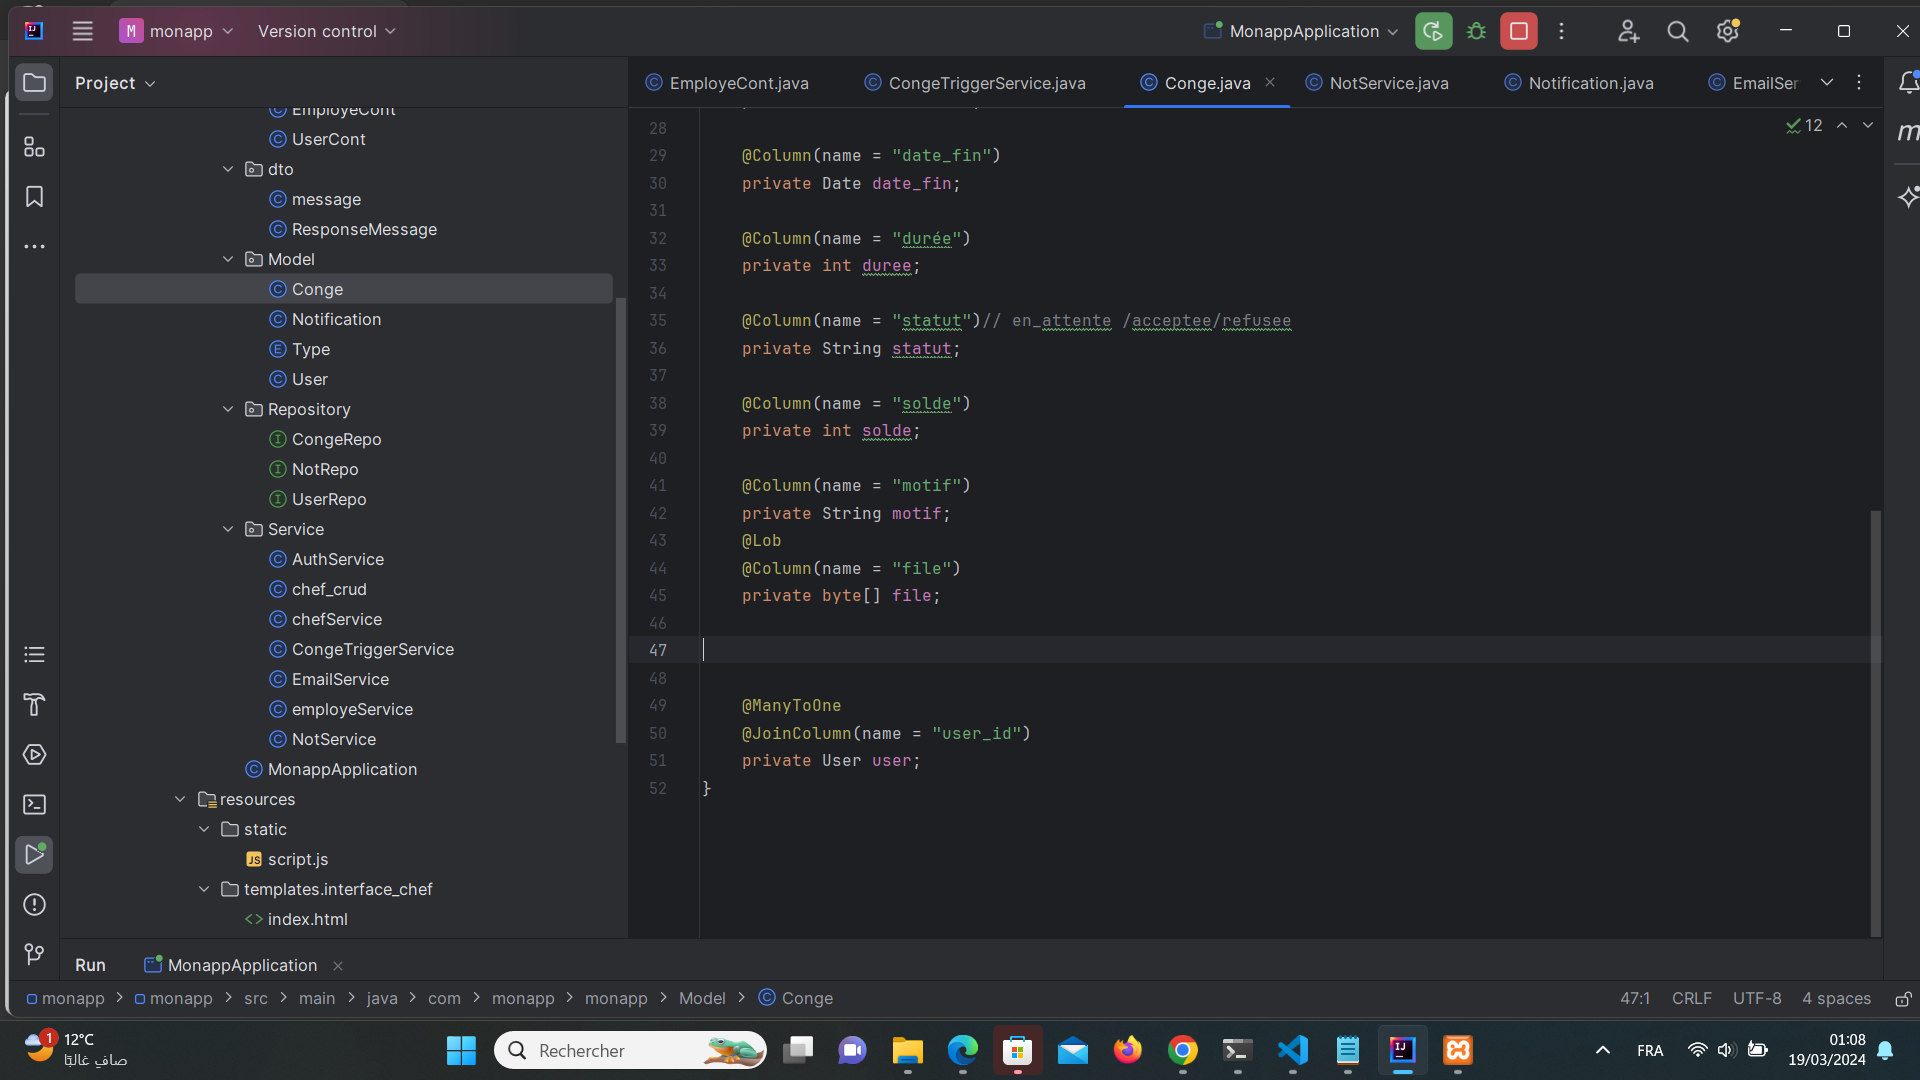 M monapp Version control MonappApplication
Project
EmployeCont.java CongeTriggerService.java Conge.java NotService.java Notification.java EmailSer
EmployeCont
UserCont
dto
message
ResponseMessage
Model
Conge
Notification
Type
User
Repository
CongeRepo
NotRepo
UserRepo
Service
AuthService
chef_crud
chefService
CongeTriggerService
EmailService
employeService
NotService
MonappApplication
resources
static
script.js
templates.interface_chef
index.html
12
28
29 @Column(name = "date_fin")
30 private Date date_fin;
31
32 @Column(name = "durée")
33 private int duree;
34
35 @Column(name = "statut")// en_attente /acceptee/refusee
36 private String statut;
37
38 @Column(name = "solde")
39 private int solde;
40
41 @Column(name = "motif")
42 private String motif;
43 @Lob
44 @Column(name = "file")
45 private byte[] file;
46
47
48
49 @ManyToOne
50 @JoinColumn(name = "user_id")
51 private User user;
52 }
Run MonappApplication
monapp > monapp > src > main > java > com > monapp > monapp > Model > Conge 47:1 CRLF UTF-8 4 spaces
1 12°C
صافٍ غالبًا
Rechercher
FRA
01:08
19/03/2024